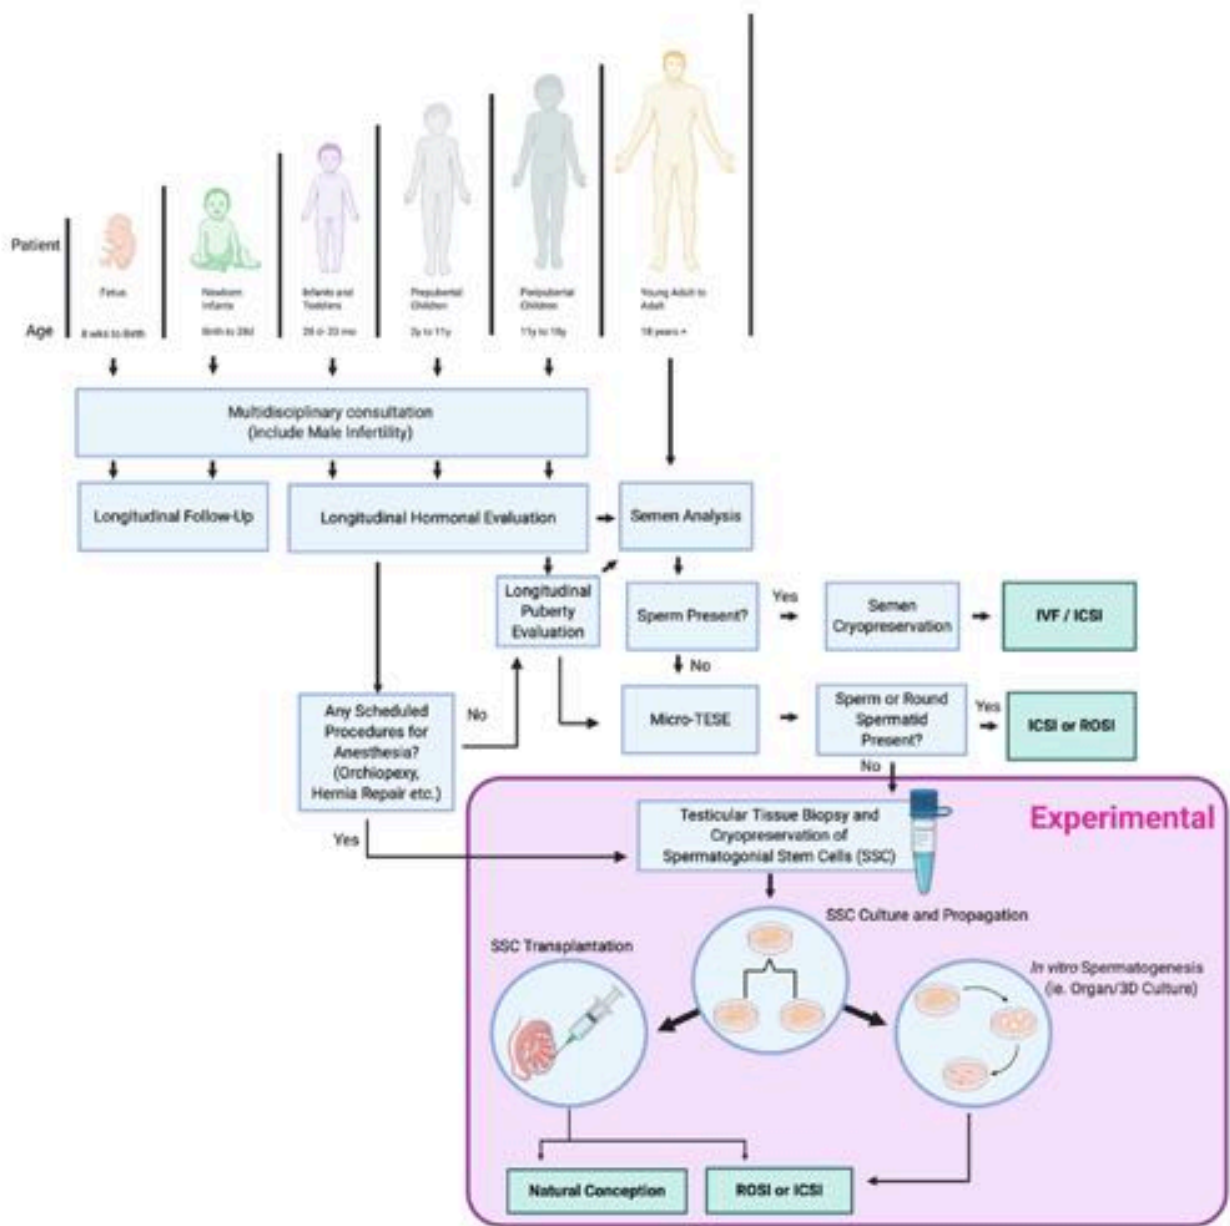 Patient
Fetus
Newborn
Infants
Infants and
Toddlers
Prepubertal
Children
Peripubertal
Children
Young Adult to
Adult
Age
8 wks to Birth
Birth to 28d
2y to 11y
11y to 18y
18 years +
Multidisciplinary consultation
(include Male Infertility)
Longitudinal Follow-Up
Longitudinal Hormonal Evaluation
Semen Analysis
Longitudinal
Puberty
Evaluation
Sperm Present?
Yes
Semen
Cryopreservation
IVF / ICSI
No
Any Scheduled
Procedures for
Anesthesia?
(Orchiopexy,
Hernia Repair etc.)
No
Micro-TESE
Sperm or Round
Spermatid
Present?
Yes
ICSI or ROSI
No
Yes
Testicular Tissue Biopsy and
Cryopreservation of
Spermatogonial Stem Cells (SSC)
Experimental
SSC Culture and Propagation
SSC Transplantation
In vitro Spermatogenesis
(ie. Organ/3D Culture)
Natural Conception
ROSI or ICSI